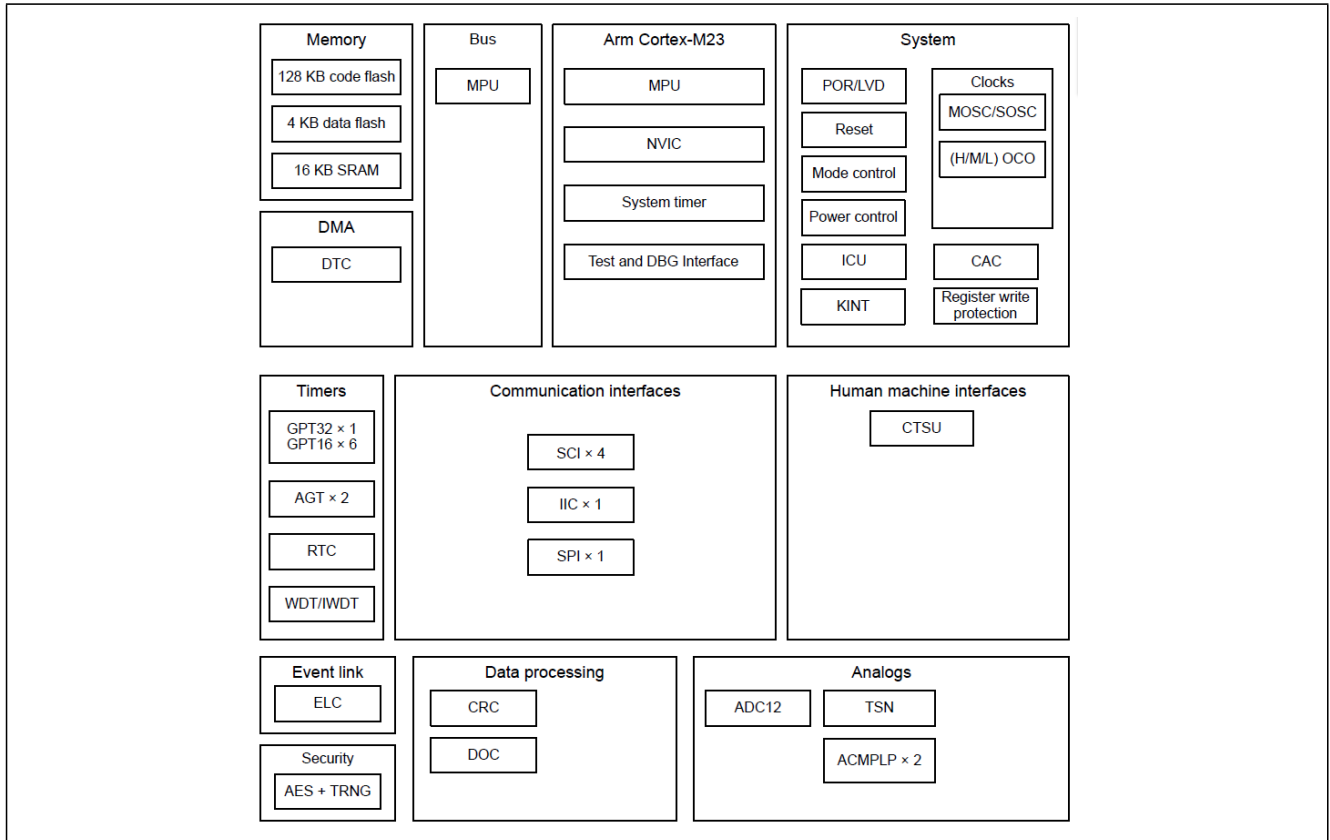 Memory
128 KB code flash
4 KB data flash
16 KB SRAM
DMA
DTC
Bus
MPU
Arm Cortex-M23
MPU
NVIC
System timer
Test and DBG Interface
System
POR/LVD
Reset
Mode control
Power control
ICU
KINT
Clocks
MOSC/SOSC
(H/M/L) OCO
CAC
Register write
protection
Timers
GPT32 × 1
GPT16 × 6
AGT × 2
RTC
WDT/IWDT
Communication interfaces
SCI × 4
IIC × 1
SPI × 1
Human machine interfaces
CTSU
Event link
ELC
Security
AES + TRNG
Data processing
CRC
DOC
Analogs
ADC12
TSN
ACMPLP × 2